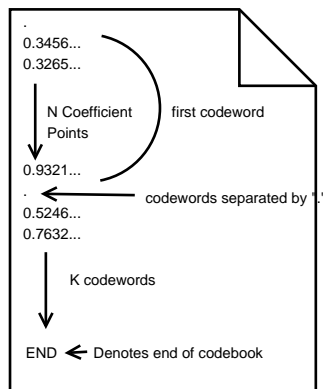 .
0.3456...
0.3265...
N Coefficient
Points
first codeword
0.9321...
.
codewords separated by "."
0.5246...
0.7632...
K codewords
END
Denotes end of codebook